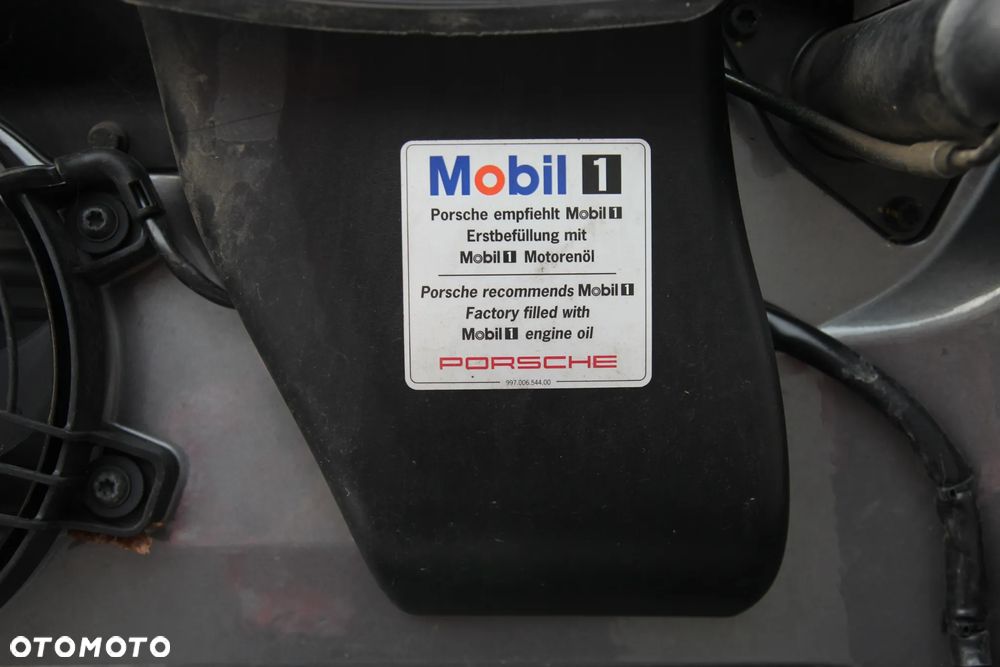 Mobil 1
Porsche empfiehlt Mobil 1
Erstbefüllung mit
Mobil 1 Motorenöl
Porsche recommends Mobil 1
Factory filled with
Mobil 1 engine oil
PORSCHE
997.006.544.00
OTOMOTO